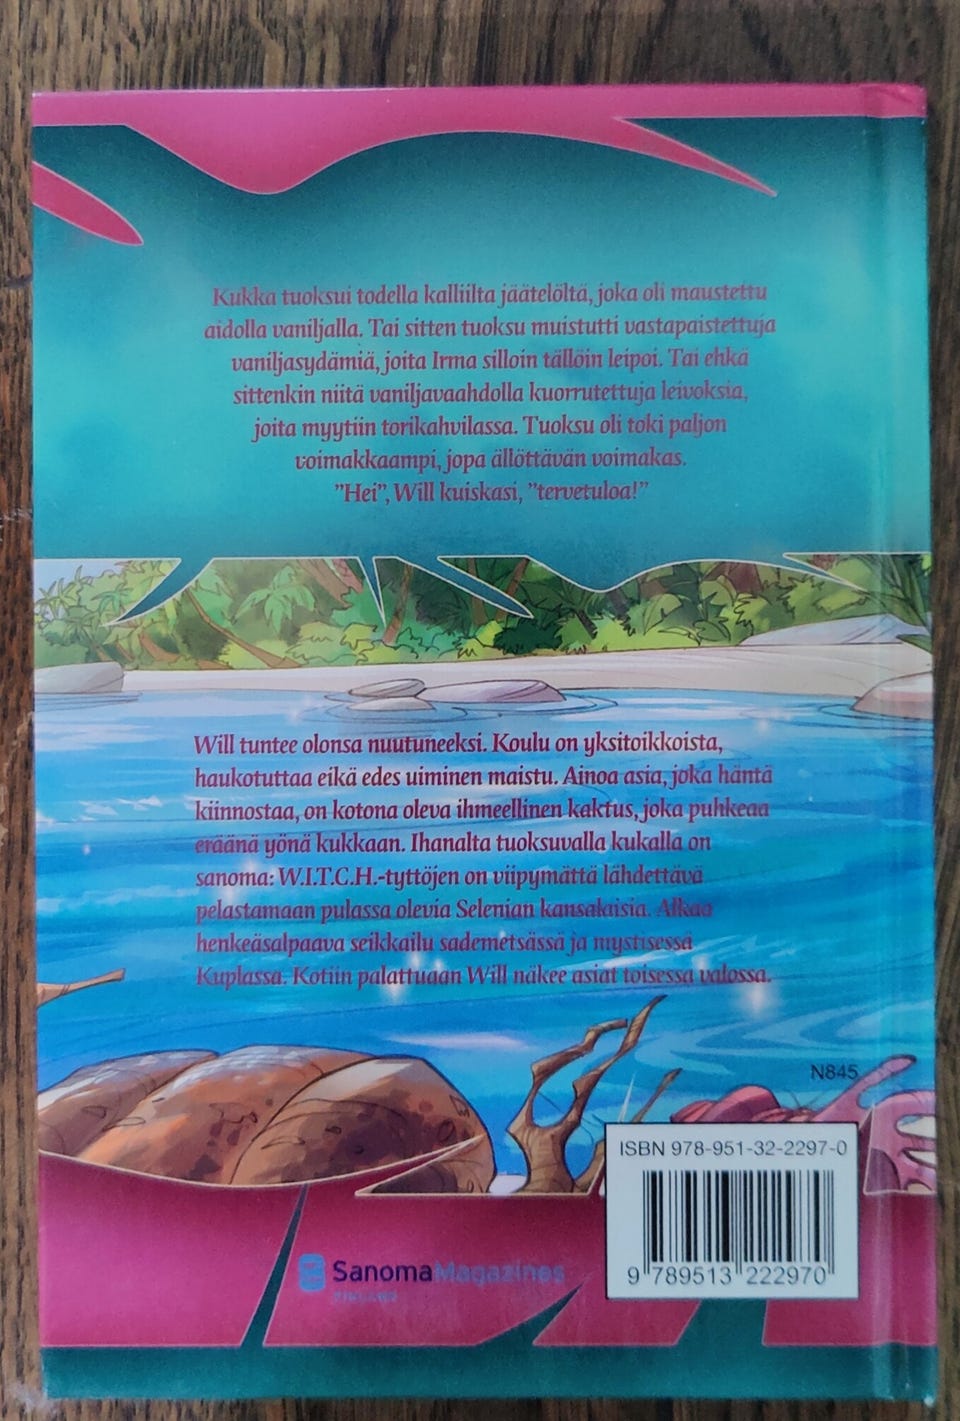 Kukka tuoksui todella kalliilta jäätelöltä, joka oli maustettu
aidolla vaniljalla. Tai sitten tuoksu muistutti vastapaistettuja
vaniljasydämiä, joita Irma silloin tällöin leipoi. Tai ehkä
sittenkin niitä vaniljavaahdolla kuorrutettuja leivoksia,
joita myytiin torikahvilassa. Tuoksu oli toki paljon
voimakkaampi, jopa ällöttävän voimakas.
"Hei", Will kuiskasi, "tervetuloa!"
Will tuntee olonsa nuutuneeksi. Koulu on yksitoikkoista,
haukotuttaa eikä edes uiminen maistu. Ainoa asia, joka häntä
kiinnostaa, on kotona oleva ihmeellinen kaktus, joka puhkeaa
eräänä yönä kukkaan. Ihanalta tuoksuvalla kukalla on
sanoma: W.I.T.C.H.-tyttöjen on viipymättä lähdettävä
pelastamaan pulassa olevia Selenian kansalaisia. Alkaa
henkeäsalpaava seikkailu sademetsässä ja mystisessä
Kuplassa. Kotiin palattuaan Will näkee asiat toisessa valossa.
N845
ISBN 978-951-32-2297-0
9 789513 222970
SanomaMagazines
FINLAND